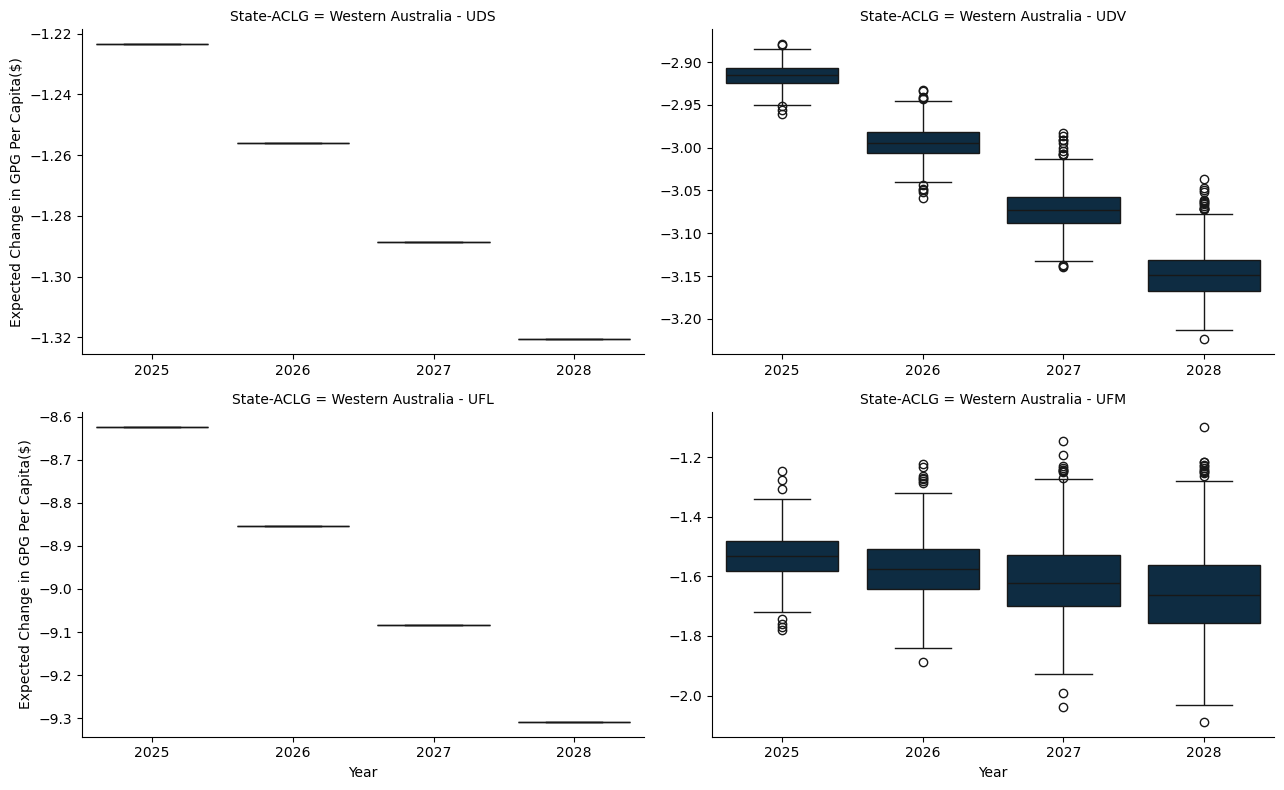 State-ACLG = Western Australia - UDS
Expected Change in GPG Per Capita($)
−1.22
−1.24
−1.26
−1.28
−1.30
−1.32
2025 2026 2027 2028
State-ACLG = Western Australia - UDV
−2.90
−2.95
−3.00
−3.05
−3.10
−3.15
−3.20
2025 2026 2027 2028
State-ACLG = Western Australia - UFL
Expected Change in GPG Per Capita($)
−8.6
−8.7
−8.8
−8.9
−9.0
−9.1
−9.2
−9.3
2025 2026 2027 2028
Year
State-ACLG = Western Australia - UFM
−1.2
−1.4
−1.6
−1.8
−2.0
2025 2026 2027 2028
Year